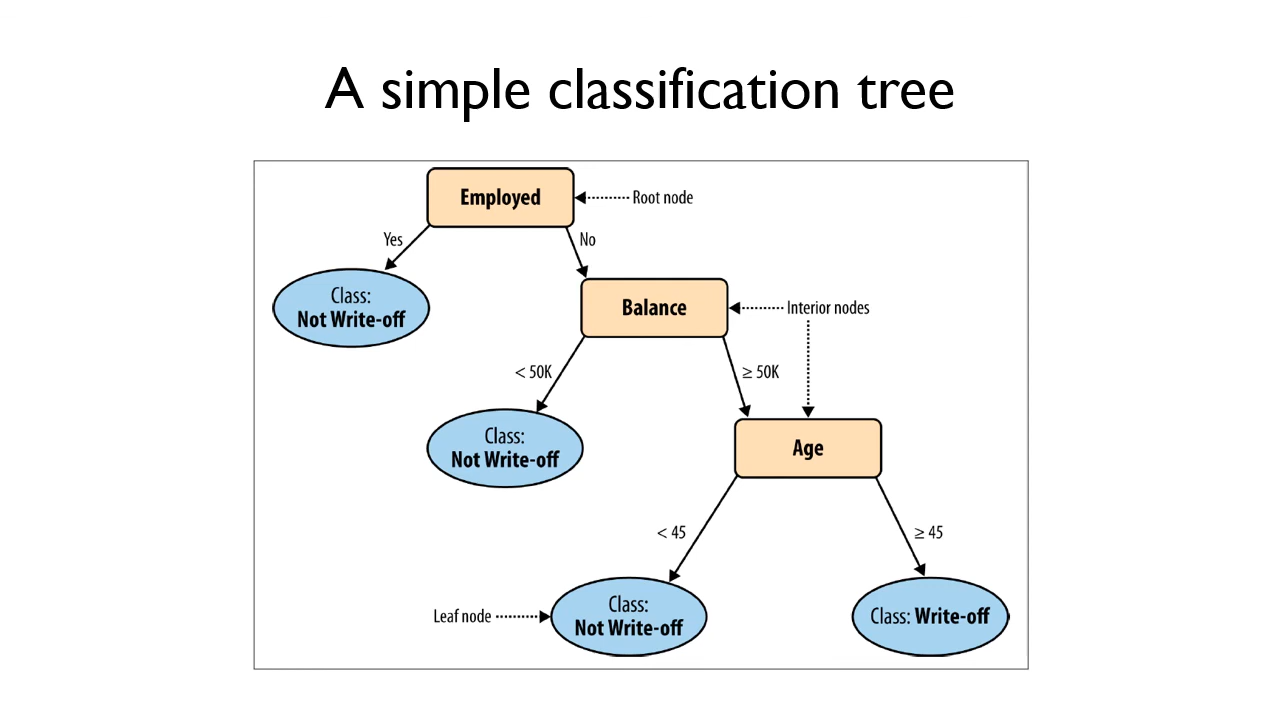 A simple classification tree
Employed
Root node
Yes
No
Class:
Not Write-off
Balance
Interior nodes
< 50K
≥ 50K
Class:
Not Write-off
Age
< 45
≥ 45
Leaf node
Class:
Not Write-off
Class: Write-off